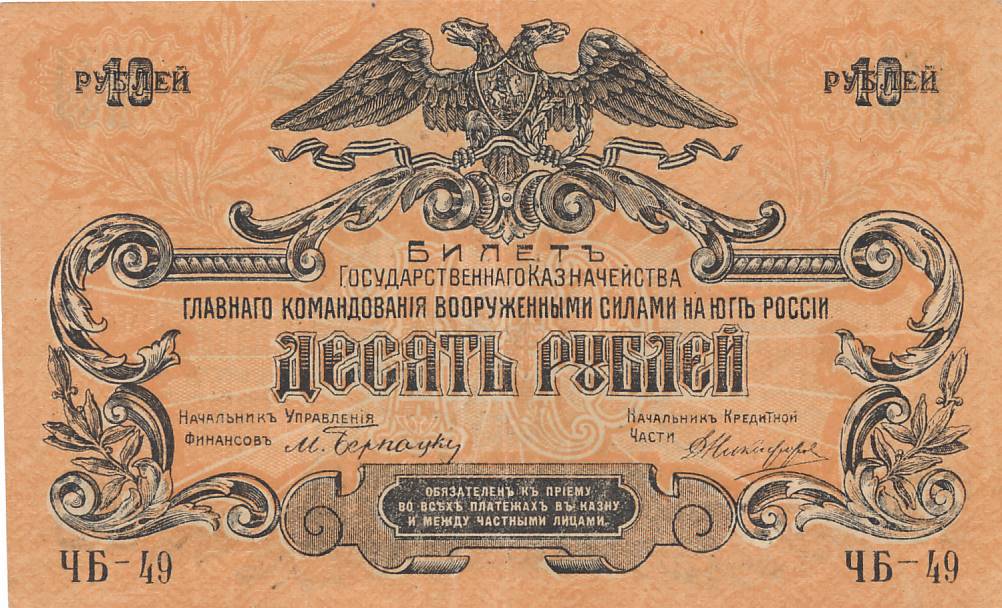 10 РУБЛЕЙ
10 РУБЛЕЙ
БИЛЕТЪ
ГОСУДАРСТВЕННАГО КАЗНАЧЕЙСТВА
ГЛАВНАГО КОМАНДОВАНІЯ ВООРУЖЕННЫМИ СИЛАМИ НА ЮГѢ РОССІИ
ДЕСЯТЬ РУБЛЕЙ
НАЧАЛЬНИКЪ УПРАВЛЕНІЯ
ФИНАНСОВЪ М. Бернацкій
НАЧАЛЬНИКЪ КРЕДИТНОЙ
ЧАСТИ
ОБЯЗАТЕЛЕНЪ КЪ ПРІЕМУ
ВО ВСѢХЪ ПЛАТЕЖАХЪ ВЪ КАЗНУ
И МЕЖДУ ЧАСТНЫМИ ЛИЦАМИ.
ЧБ-49
ЧБ-49